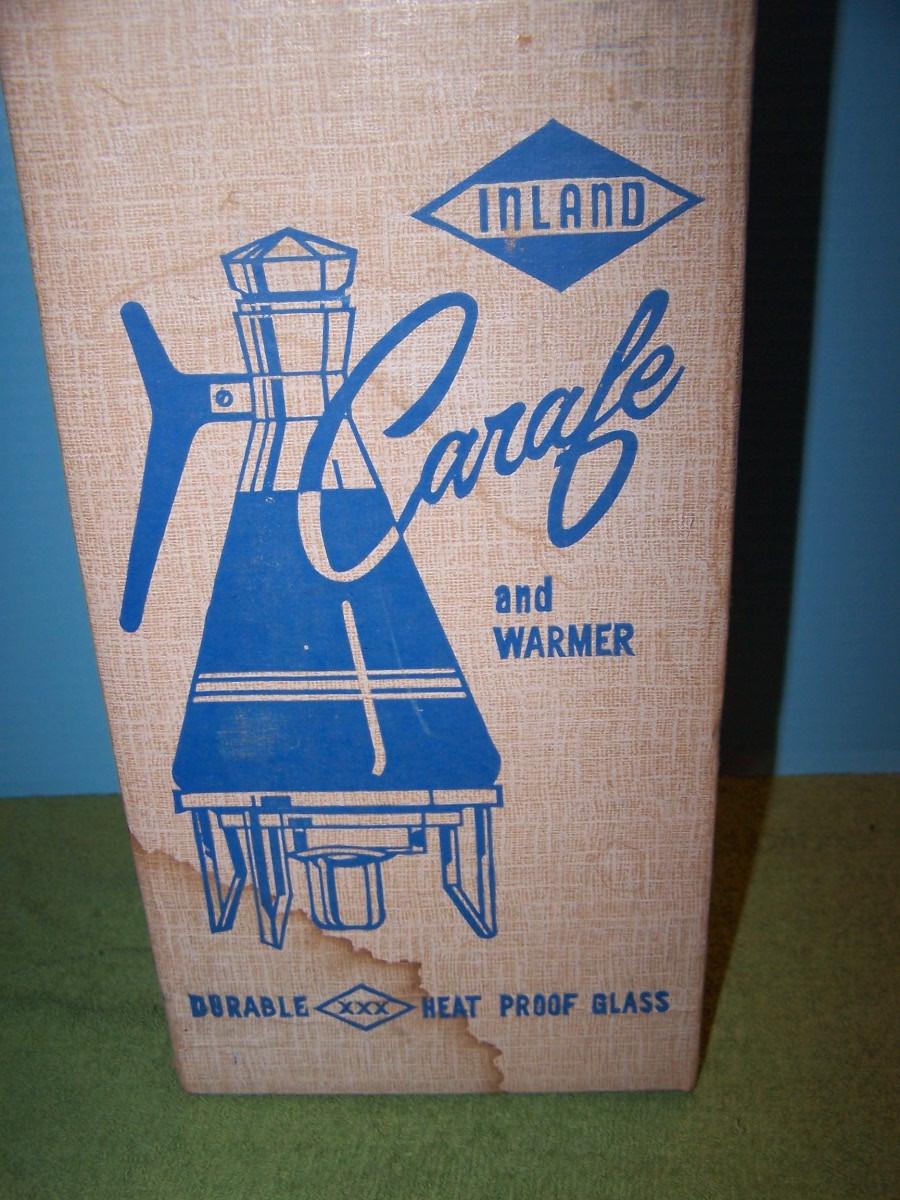 INLAND
Carafe
and
WARMER
DURABLE XXX HEAT PROOF GLASS